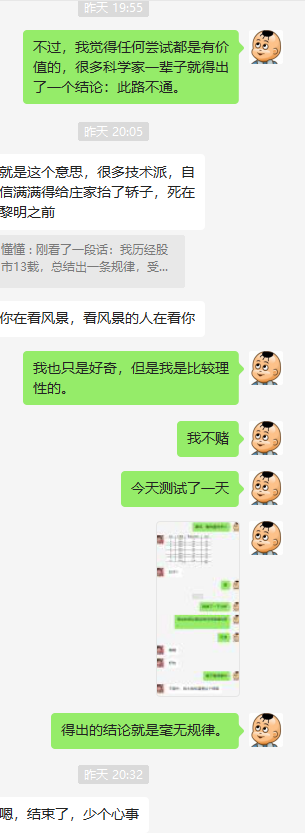 昨天 19:55
不过，我觉得任何尝试都是有价
值的，很多科学家一辈子就得出
了一个结论：此路不通。
昨天 20:05
就是这个意思，很多技术派，自
信满满得给庄家抬了轿子，死在
黎明之前
懂懂：刚看了一段话：我历经股
市13载，总结出一条规律，受...
你在看风景，看风景的人在看你
我也只是好奇，但是我是比较理
性的。
我不赌
今天测试了一天
得出的结论就是毫无规律。
昨天 20:32
嗯，结束了，少个心事